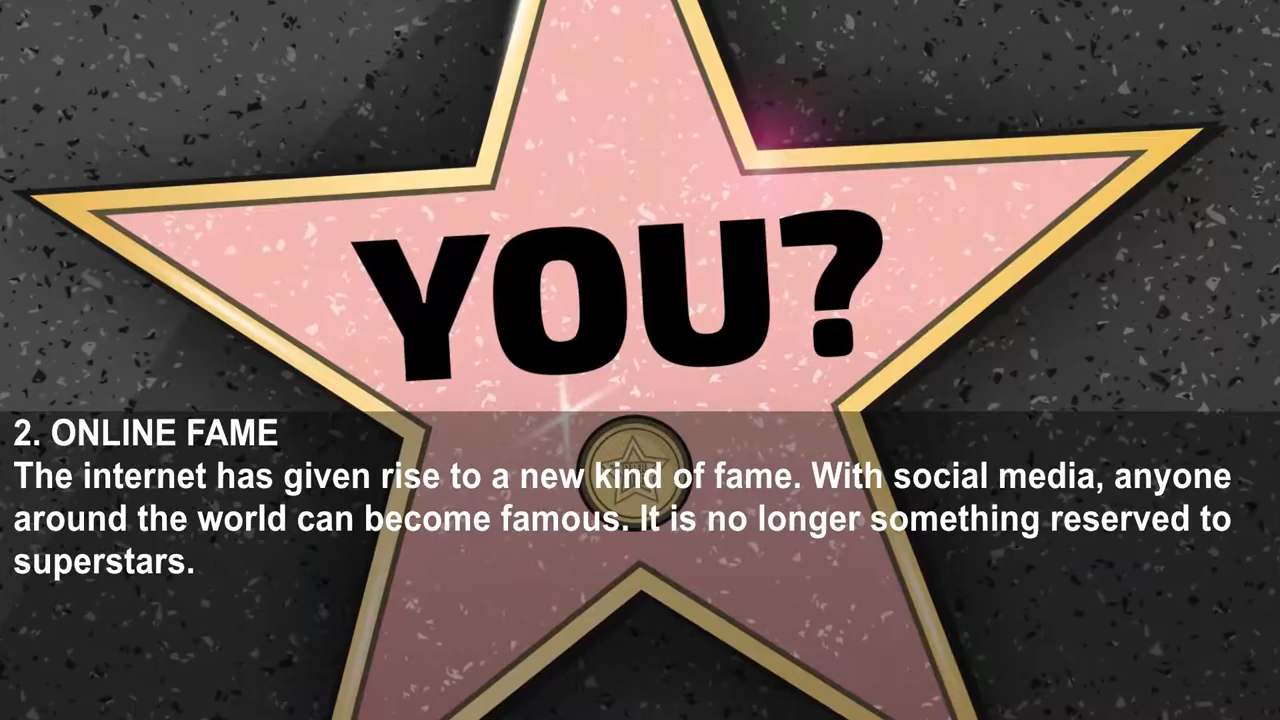 YOU?
2. ONLINE FAME
The internet has given rise to a new kind of fame. With social media, anyone
around the world can become famous. It is no longer something reserved to
superstars.